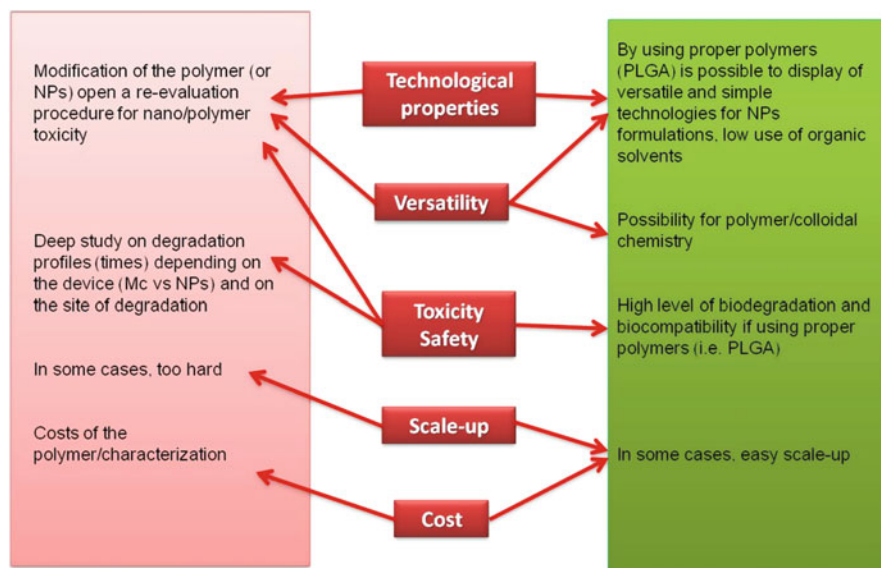 Modification of the polymer (or
NPs) open a re-evaluation
procedure for nano/polymer
toxicity
Deep study on degradation
profiles (times) depending on
the device (Mc vs NPs) and on
the site of degradation
In some cases, too hard
Costs of the
polymer/characterization
Technological
properties
Versatility
Toxicity
Safety
Scale-up
Cost
By using proper polymers
(PLGA) is possible to display of
versatile and simple
technologies for NPs
formulations, low use of organic
solvents
Possibility for polymer/colloidal
chemistry
High level of biodegradation and
biocompatibility if using proper
polymers (i.e. PLGA)
In some cases, easy scale-up